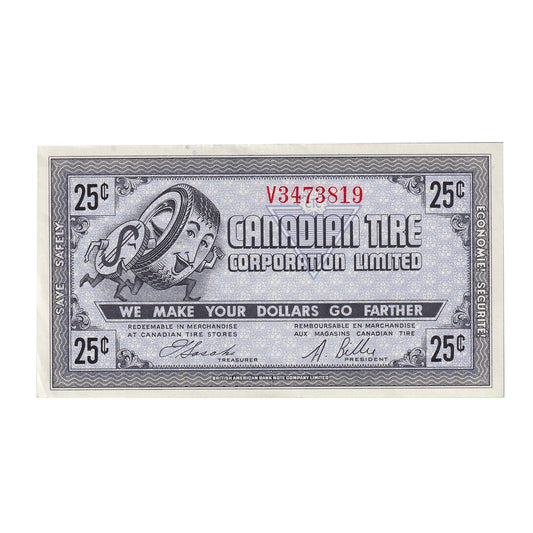 25¢
V3473819
25¢
CANADIAN TIRE
CORPORATION LIMITED
SAVE SAFELY
ÉCONOMIE! SÉCURITÉ!
$
WE MAKE YOUR DOLLARS GO FARTHER
REDEEMABLE IN MERCHANDISE
AT CANADIAN TIRE STORES
REMBOURSABLE EN MARCHANDISE
AUX MAGASINS CANADIAN TIRE
25¢
TREASURER
PRESIDENT
25¢
BRITISH AMERICAN BANK NOTE COMPANY LIMITED